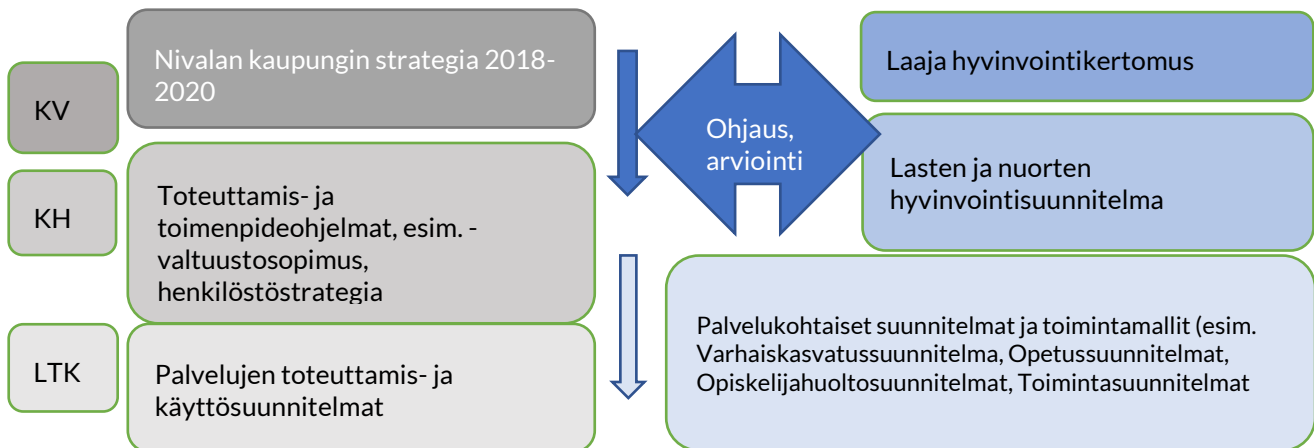 KV
Nivalan kaupungin strategia 2018-
2020
KH
Toteuttamis- ja
toimenpideohjelmat, esim. -
valtuustosopimus,
henkilöstöstrategia
LTK
Palvelujen toteuttamis- ja
käyttösuunnitelmat
Ohjaus,
arviointi
Laaja hyvinvointikertomus
Lasten ja nuorten
hyvinvointisuunnitelma
Palvelukohtaiset suunnitelmat ja toimintamallit (esim.
Varhaiskasvatussuunnitelma, Opetussuunnitelmat,
Opiskelijahuoltosuunnitelmat, Toimintasuunnitelmat